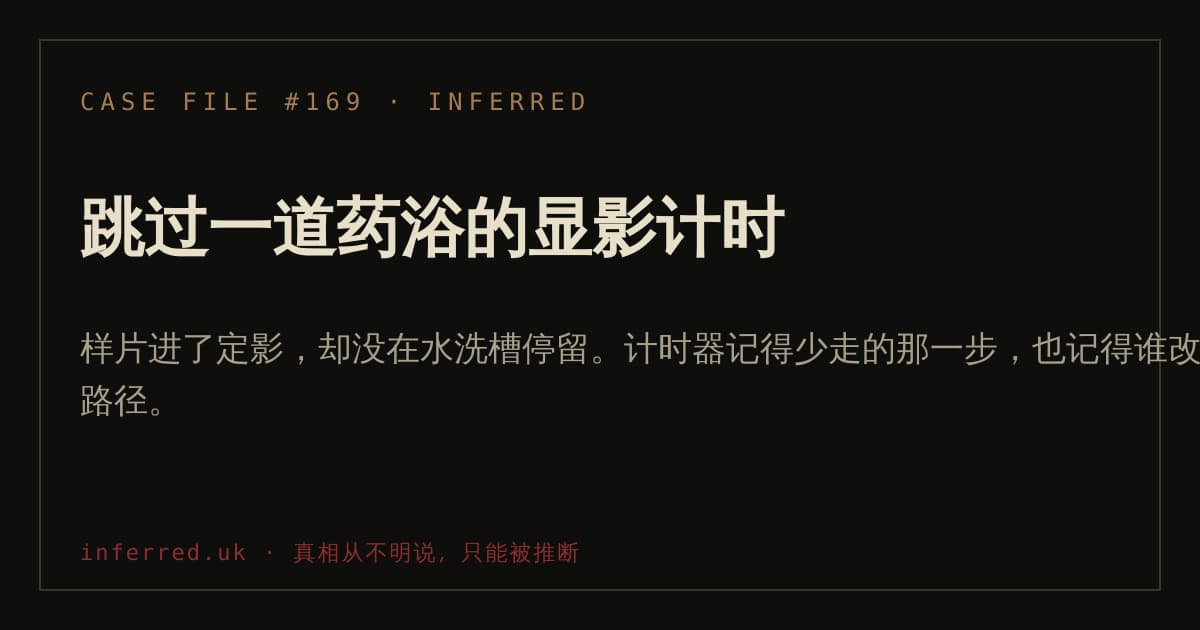 CASE FILE #169 · INFERRED
跳过一道药浴的显影计时
样片进了定影，却没在水洗槽停留。计时器记得少走的那一步，也记得谁改
路径。
inferred.uk · 真相从不明说，只能被推断